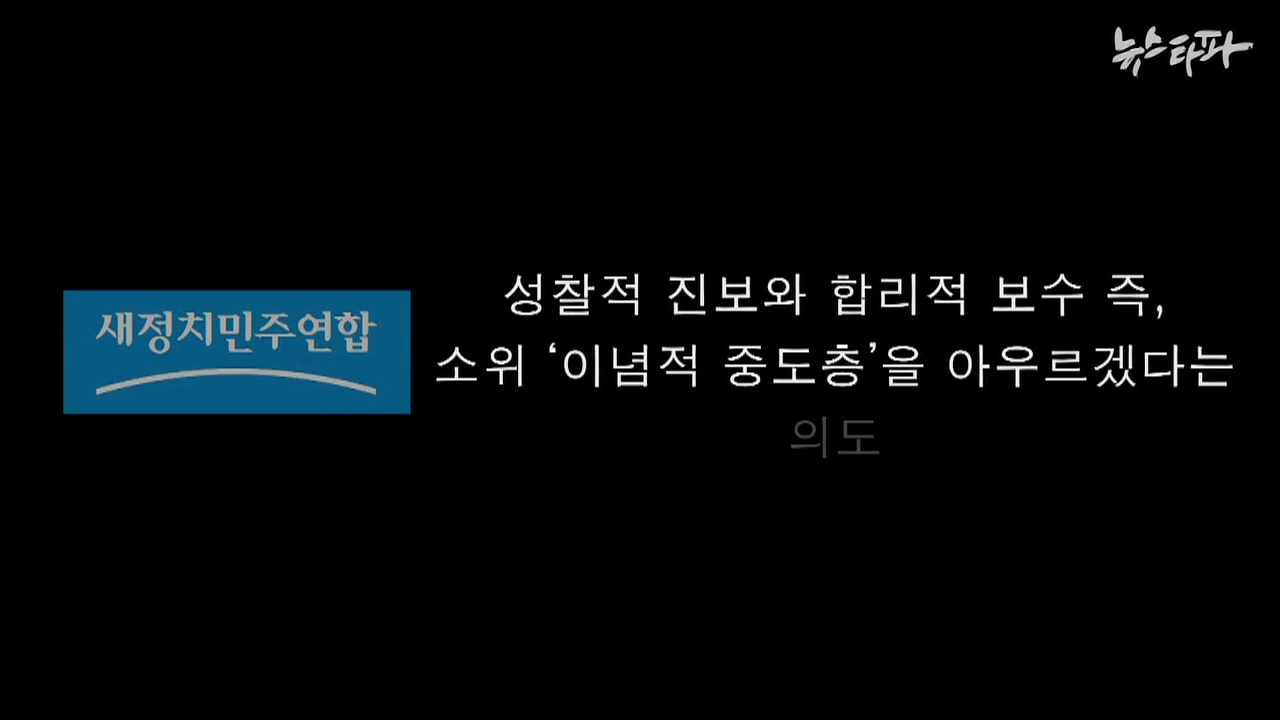 뉴스타파
새정치민주연합
성찰적 진보와 합리적 보수 즉,
소위 ‘이념적 중도층’을 아우르겠다는
의도